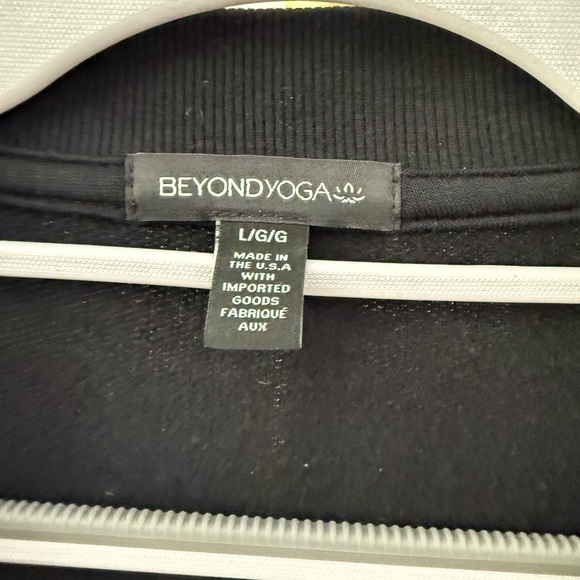 BEYONDYOGA
L/G/G
MADE IN
THE U.S.A
WITH
IMPORTED
GOODS
FABRIQUÉ
AUX